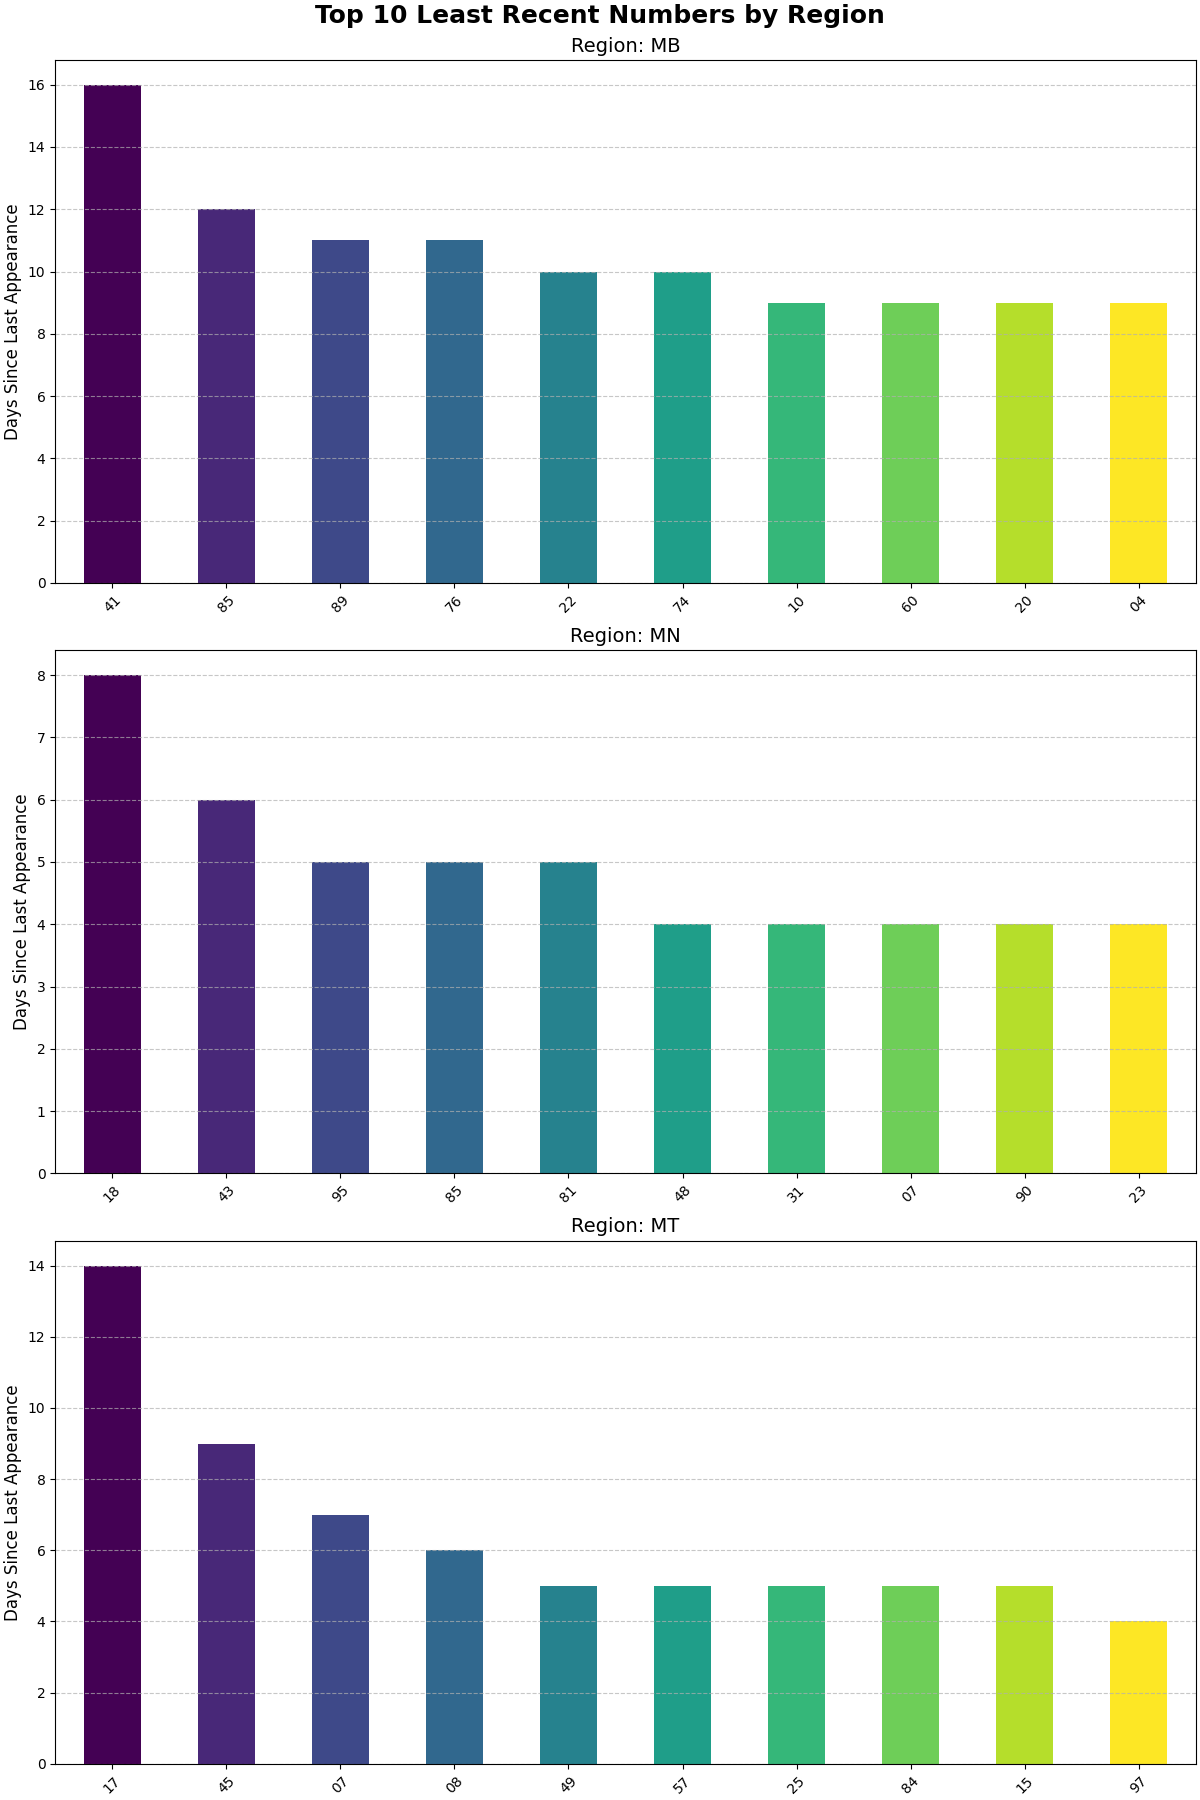 Top 10 Least Recent Numbers by Region
Region: MB
Days Since Last Appearance
16
14
12
10
8
6
4
2
0
41 85 89 76 22 74 10 60 20 04
Region: MN
Days Since Last Appearance
8
7
6
5
4
3
2
1
0
18 43 95 85 81 48 31 07 90 23
Region: MT
Days Since Last Appearance
14
12
10
8
6
4
2
0
17 45 07 08 49 57 25 84 15 97